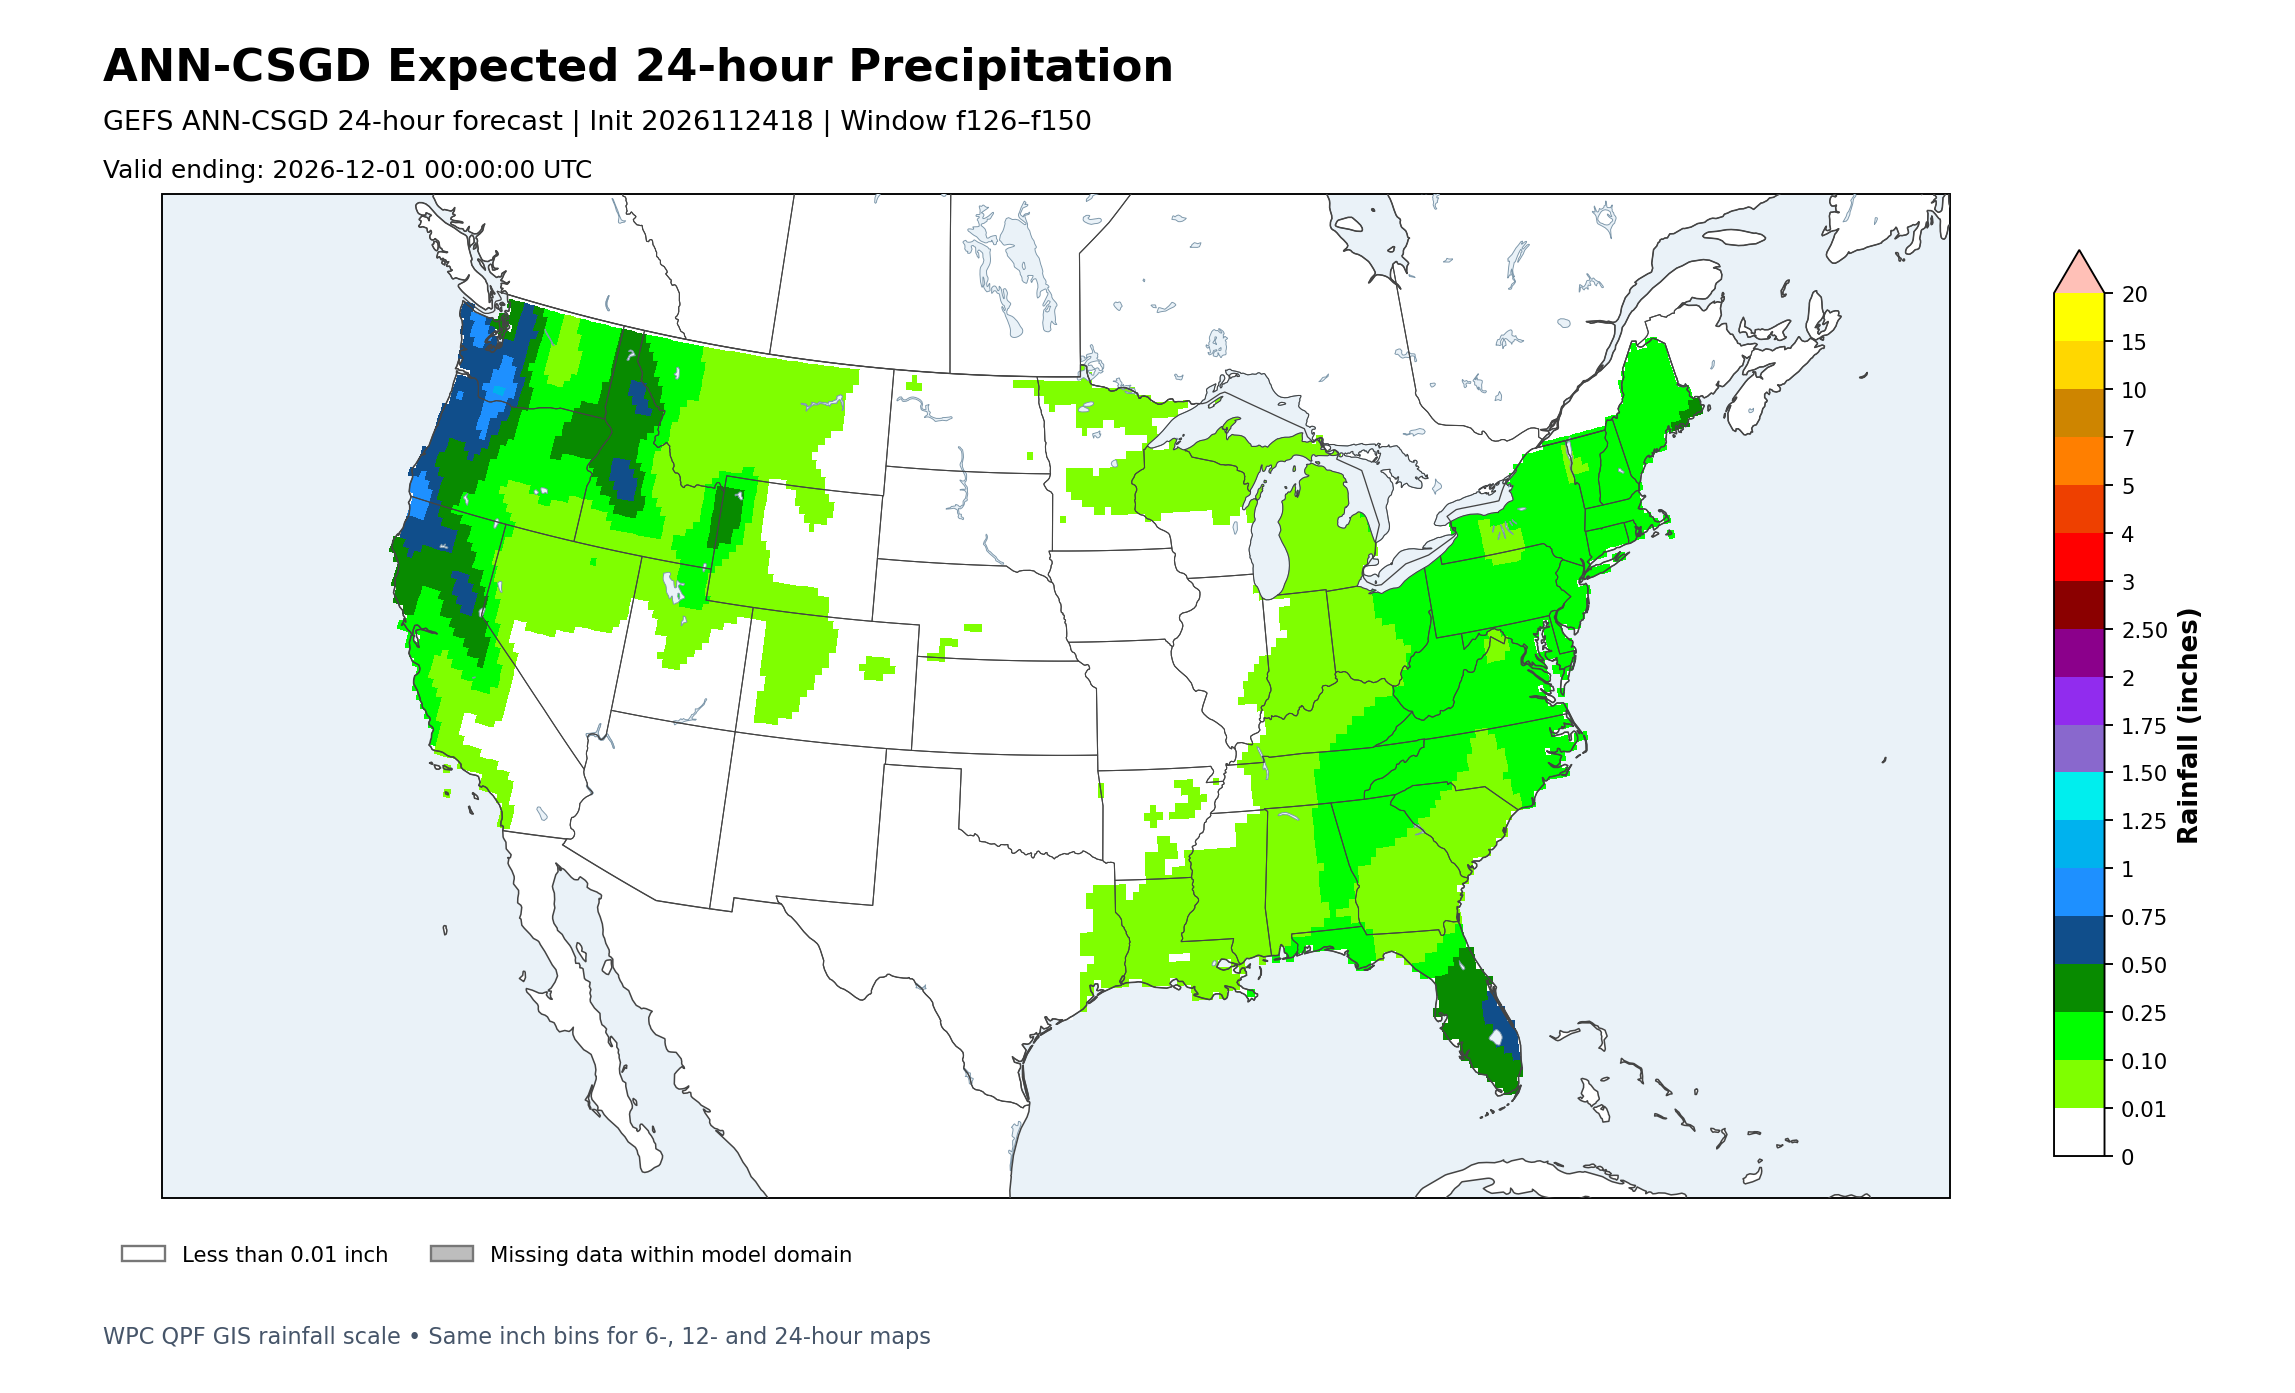 ANN-CSGD Expected 24-hour Precipitation
GEFS ANN-CSGD 24-hour forecast | Init 2026112418 | Window f126–f150
Valid ending: 2026-12-01 00:00:00 UTC
20
15
10
7
5
4
3
2.50
2
1.75
1.50
1.25
1
0.75
0.50
0.25
0.10
0.01
0
Rainfall (inches)
Less than 0.01 inch
Missing data within model domain
WPC QPF GIS rainfall scale • Same inch bins for 6-, 12- and 24-hour maps